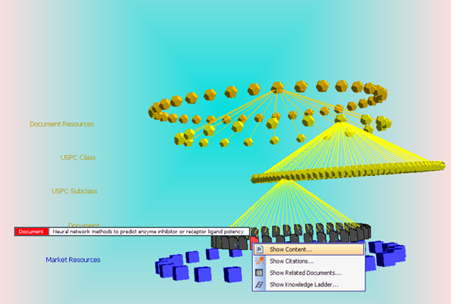 Document Resources
USPC Class
USPC Subclass
Document
Document Neural network methods to predict enzyme inhibitor or receptor ligand potency
Show Content...
Market Resources
Show Citations...
Show Related Documents...
Show Knowledge Ladder...